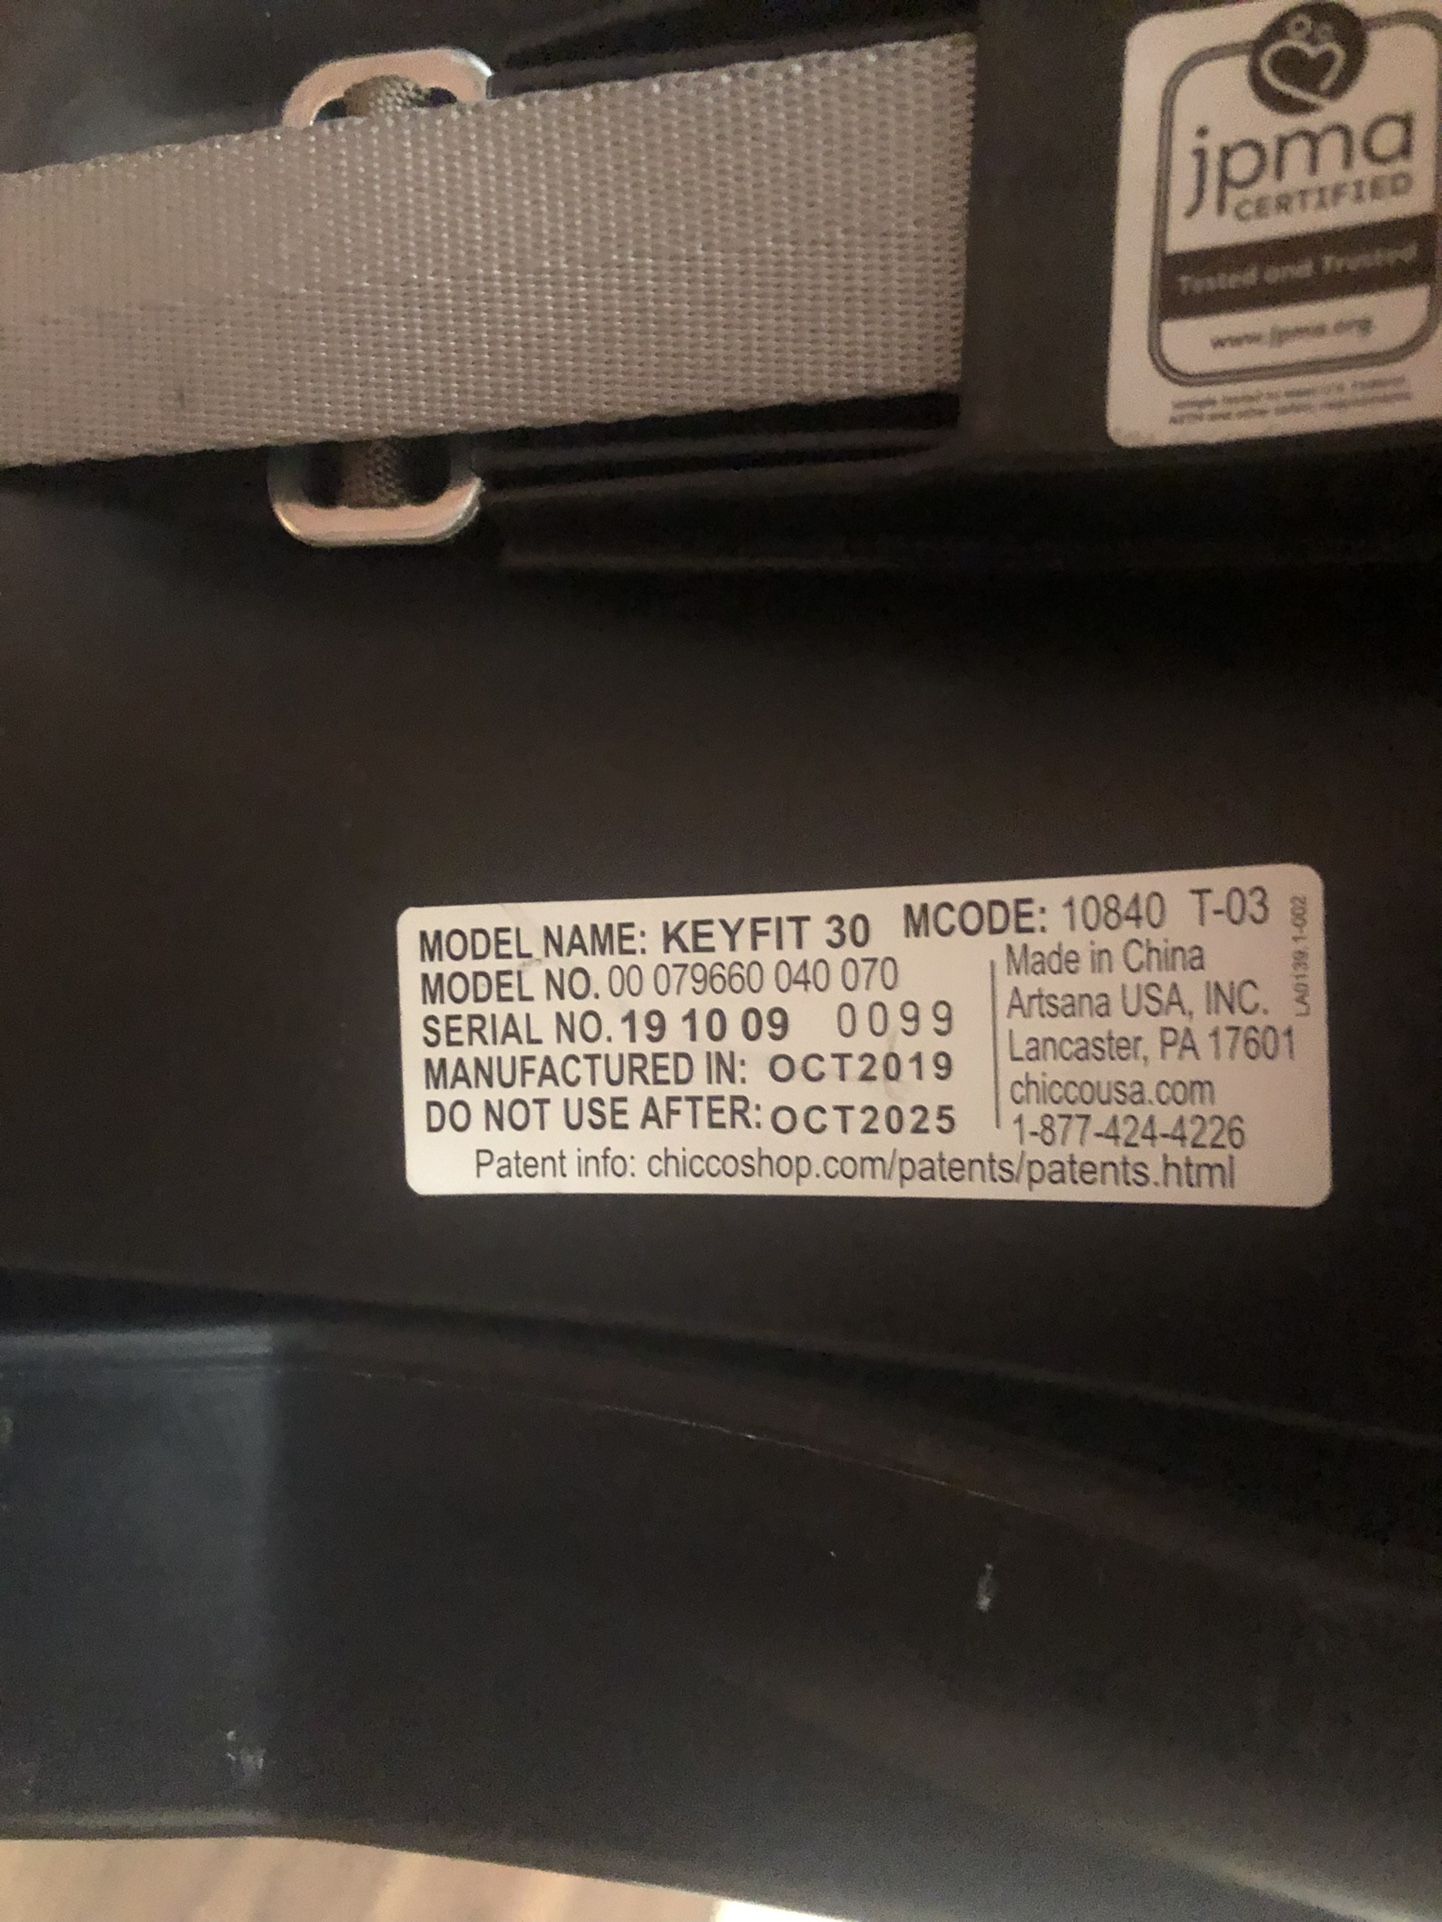 jpma
CERTIFIED
Tested and Trusted
www.jpma.org
MODEL NAME: KEYFIT 30 MCODE: 10840 T-03
MODEL NO. 00 079660 040 070
SERIAL NO. 19 10 09 0099
MANUFACTURED IN: OCT2019
DO NOT USE AFTER: OCT2025
Made in China
Artsana USA, INC.
Lancaster, PA 17601
chiccousa.com
1-877-424-4226
Patent info: chiccoshop.com/patents/patents.html
LA0139.1-002